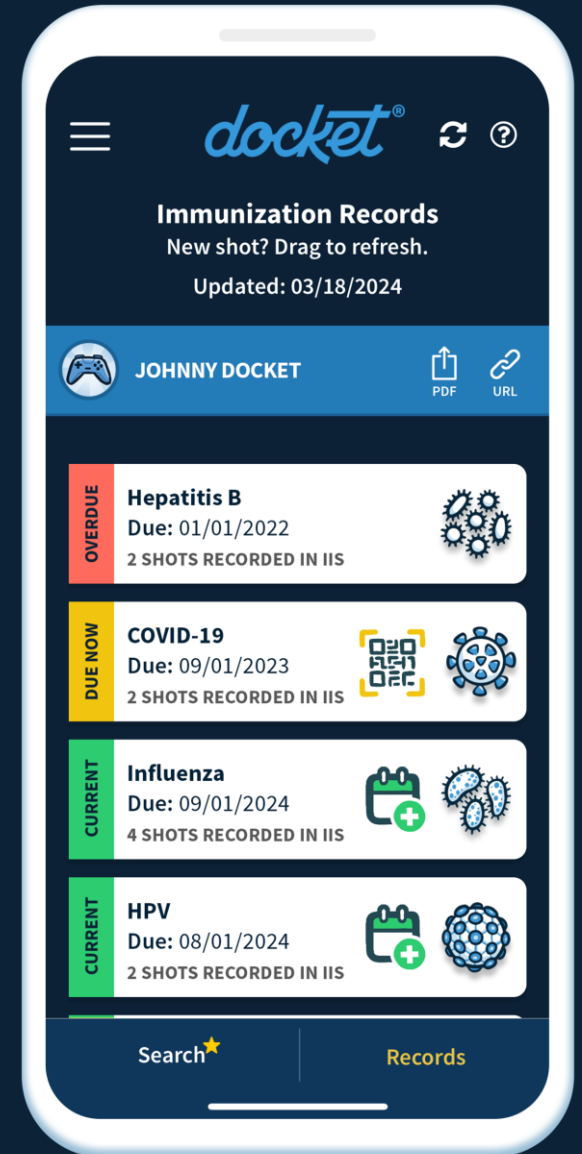 docket®
Immunization Records
New shot? Drag to refresh.
Updated: 03/18/2024
JOHNNY DOCKET
PDF
URL
OVERDUE
Hepatitis B
Due: 01/01/2022
2 SHOTS RECORDED IN IIS
DUE NOW
COVID-19
Due: 09/01/2023
2 SHOTS RECORDED IN IIS
CURRENT
Influenza
Due: 09/01/2024
4 SHOTS RECORDED IN IIS
CURRENT
HPV
Due: 08/01/2024
2 SHOTS RECORDED IN IIS
Search
Records